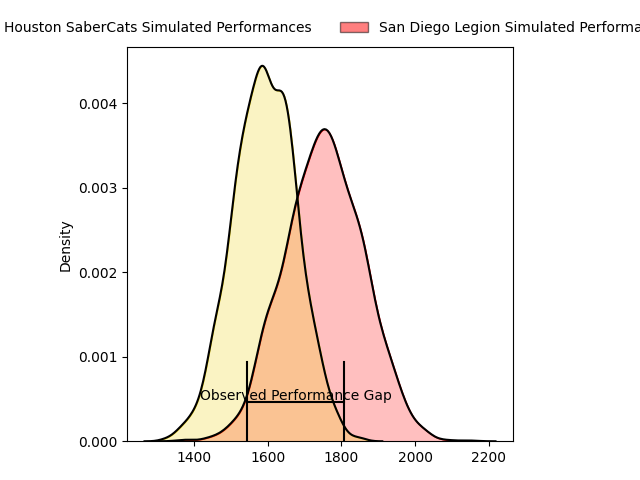 Houston SaberCats Simulated Performances
San Diego Legion Simulated Performa
0.004
0.003
0.002
0.001
0.000
Density
Observed Performance Gap
1400 1600 1800 2000 2200